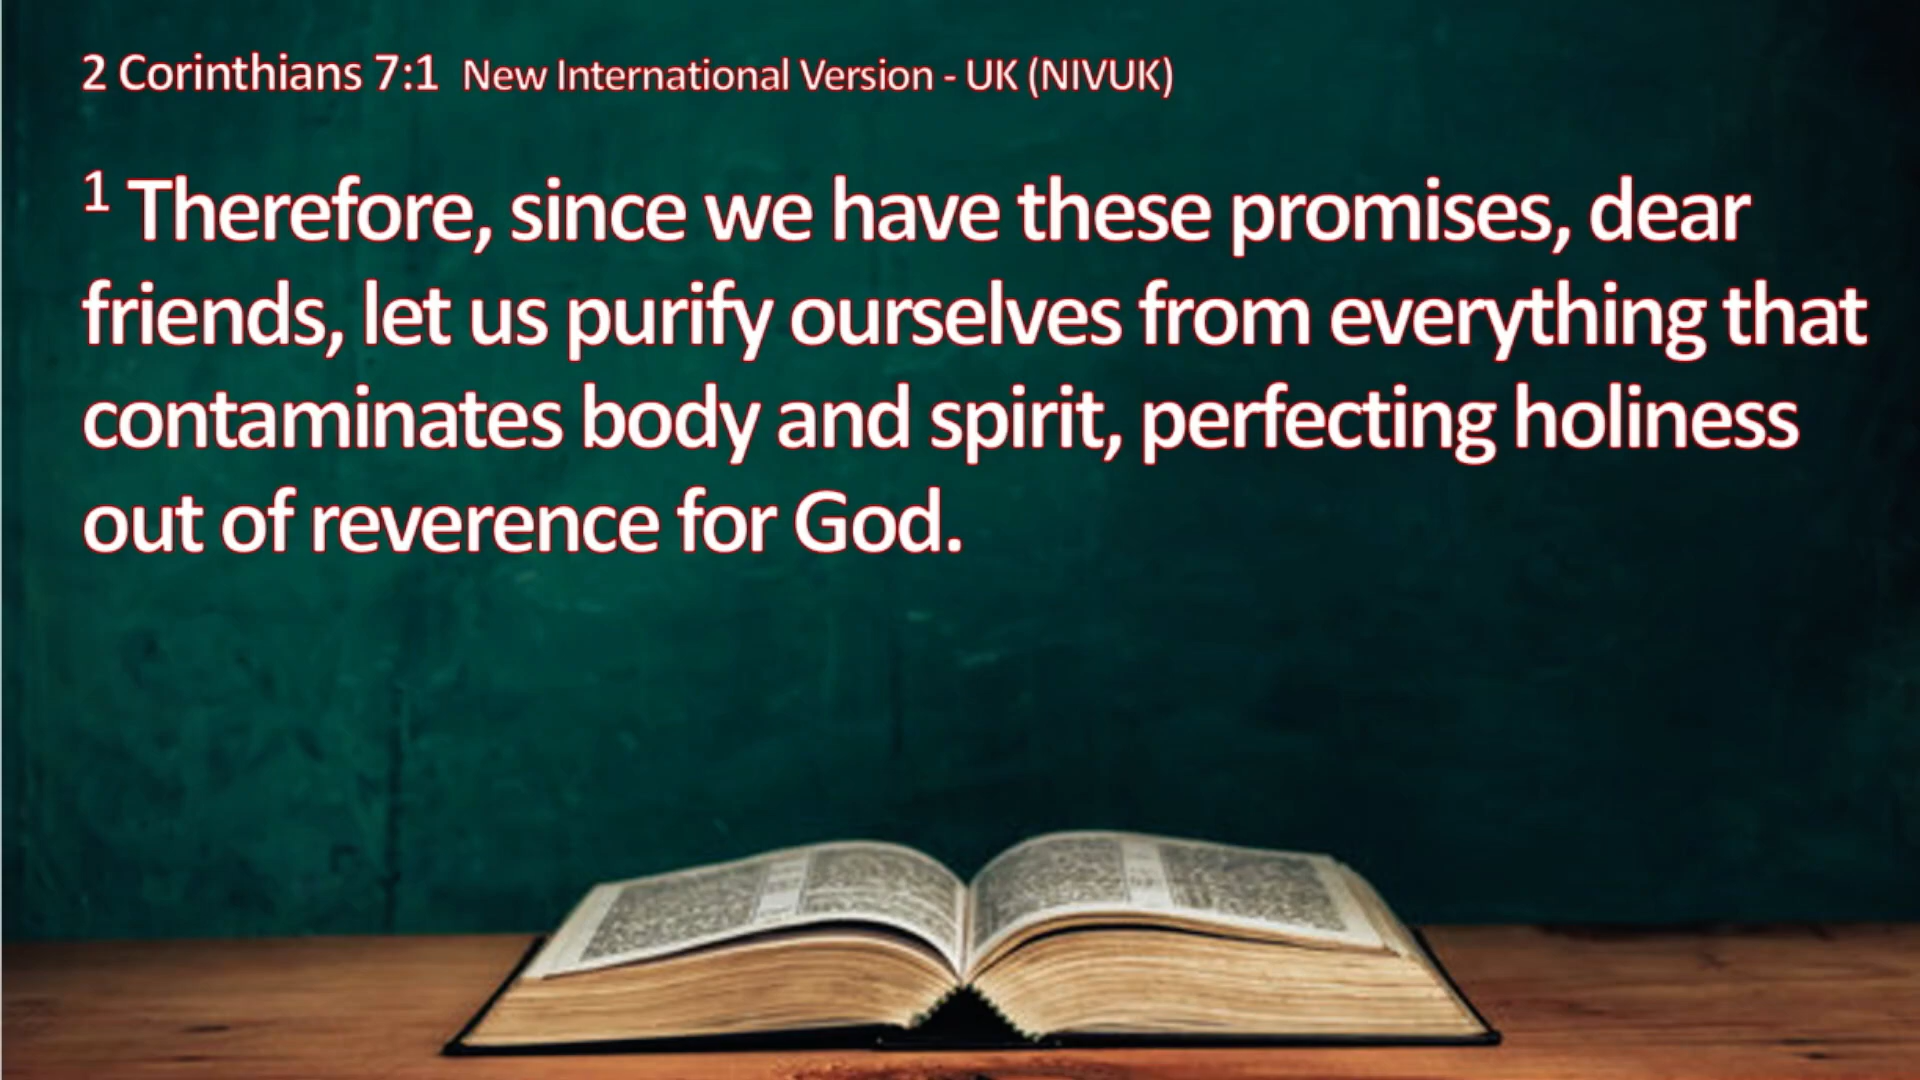 2 Corinthians 7:1 New International Version - UK (NIVUK)
1 Therefore, since we have these promises, dear
friends, let us purify ourselves from everything that
contaminates body and spirit, perfecting holiness
out of reverence for God.